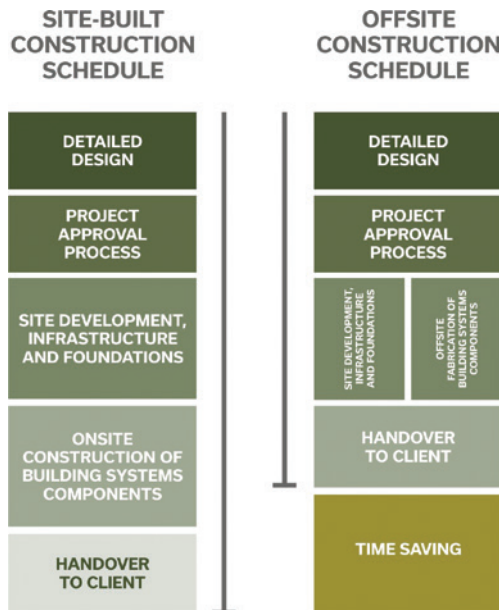 SITE-BUILT
CONSTRUCTION
SCHEDULE
DETAILED
DESIGN
PROJECT
APPROVAL
PROCESS
SITE DEVELOPMENT,
INFRASTRUCTURE
AND FOUNDATIONS
ONSITE
CONSTRUCTION OF
BUILDING SYSTEMS
COMPONENTS
HANDOVER
TO CLIENT
OFFSITE
CONSTRUCTION
SCHEDULE
DETAILED
DESIGN
PROJECT
APPROVAL
PROCESS
SITE DEVELOPMENT,
INFRASTRUCTURE
AND FOUNDATIONS
OFFSITE
FABRICATION OF
BUILDING SYSTEMS
COMPONENTS
HANDOVER
TO CLIENT
TIME SAVING